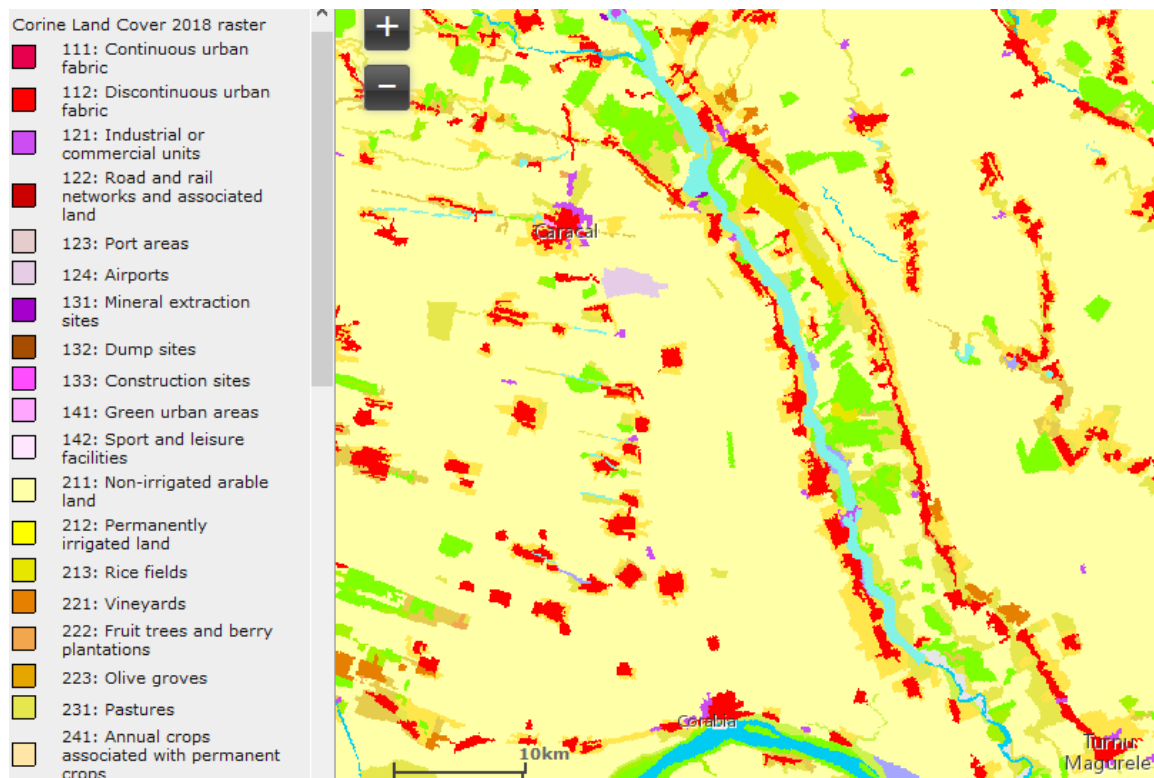 Corine Land Cover 2018 raster
111: Continuous urban
fabric
112: Discontinuous urban
fabric
121: Industrial or
commercial units
122: Road and rail
networks and associated
land
123: Port areas
124: Airports
131: Mineral extraction
sites
132: Dump sites
133: Construction sites
141: Green urban areas
142: Sport and leisure
facilities
211: Non-irrigated arable
land
212: Permanently
irrigated land
213: Rice fields
221: Vineyards
222: Fruit trees and berry
plantations
223: Olive groves
231: Pastures
241: Annual crops
associated with permanent
crops
+
−
Caracal
Corabia
10km
Turnu
Magurele